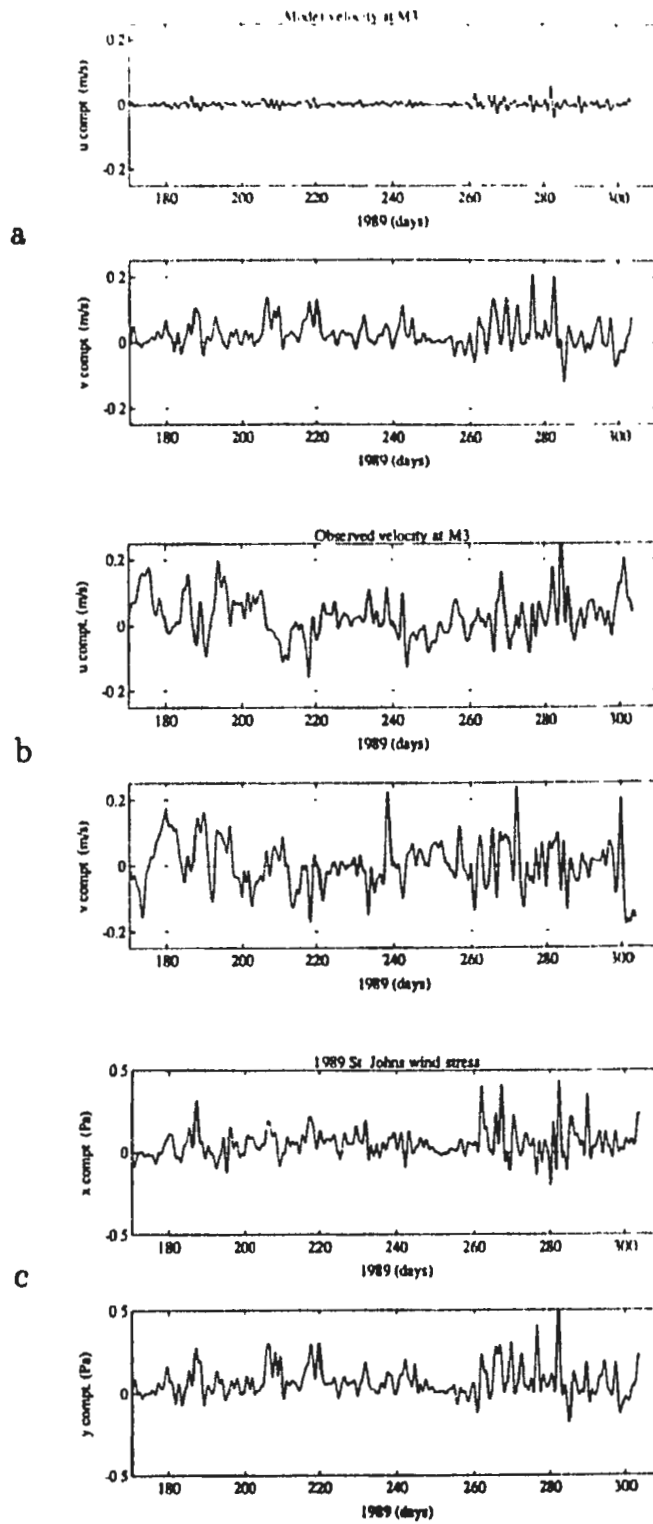 Model velocity at M3
0.2
0
-0.2
u compt (m/s)
180 200 220 240 260 280 300
1989 (days)
a
0.2
0
-0.2
v compt (m/s)
180 200 220 240 260 280 300
1989 (days)
Observed velocity at M3
0.2
0
-0.2
u compt (m/s)
180 200 220 240 260 280 300
1989 (days)
b
0.2
0
-0.2
v compt (m/s)
180 200 220 240 260 280 300
1989 (days)
1989 St Johns wind stress
0 5
0
-0 5
x compt (Pa)
180 200 220 240 260 280 300
1989 (days)
c
0 5
0
-0 5
y compt (Pa)
180 200 220 240 260 280 300
1989 (days)